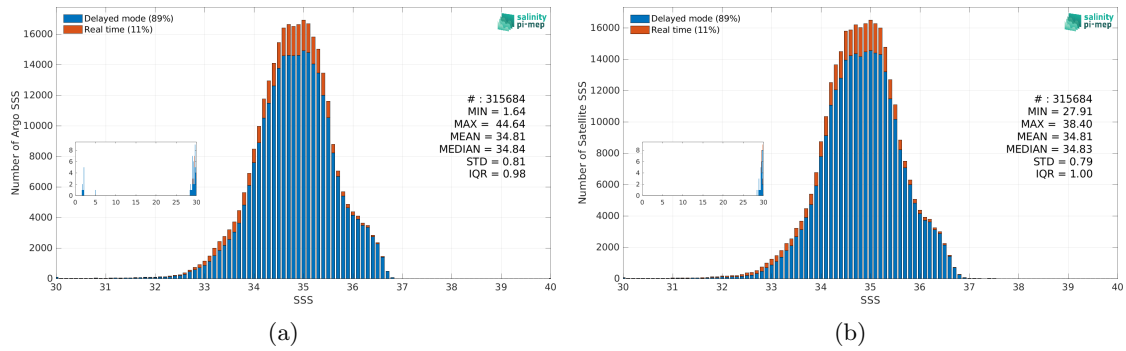 Delayed mode (89%)
Real time (11%)
salinity
pi-mep
Number of Argo SSS
16000
14000
12000
10000
8000
6000
4000
2000
0
# : 315684
MIN = 1.64
MAX = 44.64
MEAN = 34.81
MEDIAN = 34.84
STD = 0.81
IQR = 0.98
8
6
4
2
0
0 5 10 15 20 25 30
30 31 32 33 34 35 36 37 38 39 40
SSS
(a)
Delayed mode (89%)
Real time (11%)
salinity
pi-mep
Number of Satellite SSS
16000
14000
12000
10000
8000
6000
4000
2000
0
# : 315684
MIN = 27.91
MAX = 38.40
MEAN = 34.81
MEDIAN = 34.83
STD = 0.79
IQR = 1.00
8
6
4
2
0
0 5 10 15 20 25 30
30 31 32 33 34 35 36 37 38 39 40
SSS
(b)